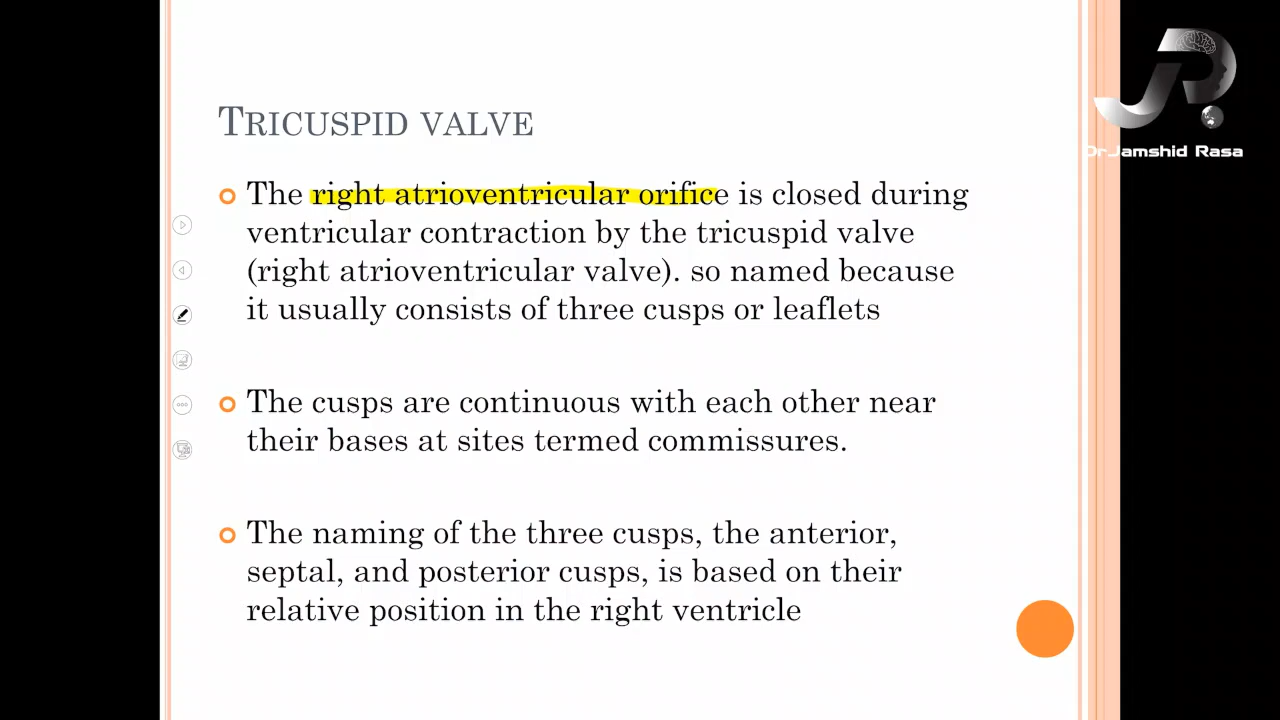 TRICUSPID VALVE
The right atrioventricular orifice is closed during
ventricular contraction by the tricuspid valve
(right atrioventricular valve). so named because
it usually consists of three cusps or leaflets
The cusps are continuous with each other near
their bases at sites termed commissures.
The naming of the three cusps, the anterior,
septal, and posterior cusps, is based on their
relative position in the right ventricle
Dr.Jamshid Rasa